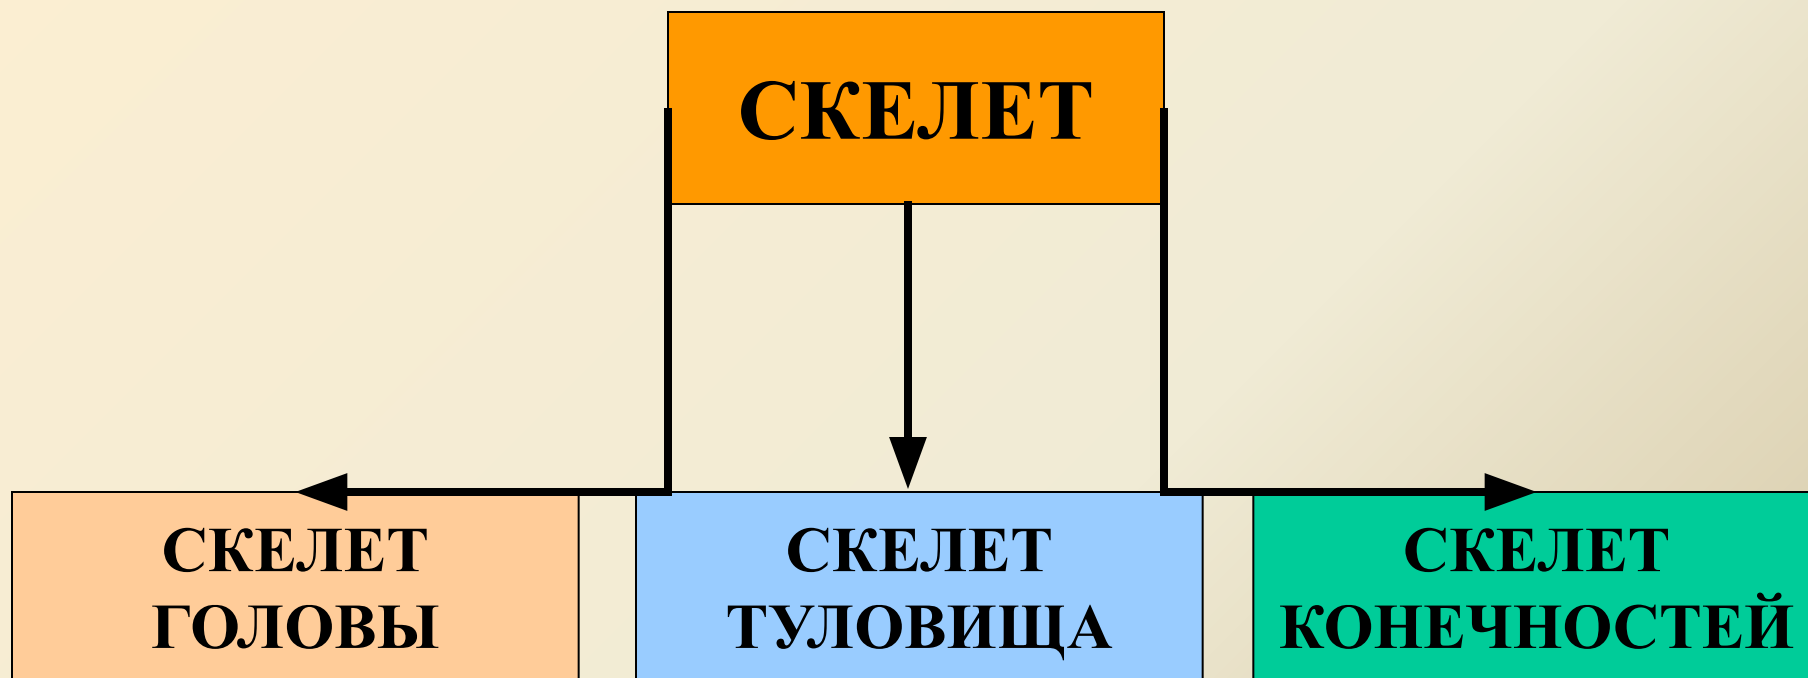 СКЕЛЕТ
СКЕЛЕТ
ГОЛОВЫ
СКЕЛЕТ
ТУЛОВИЩА
СКЕЛЕТ
КОНЕЧНОСТЕЙ